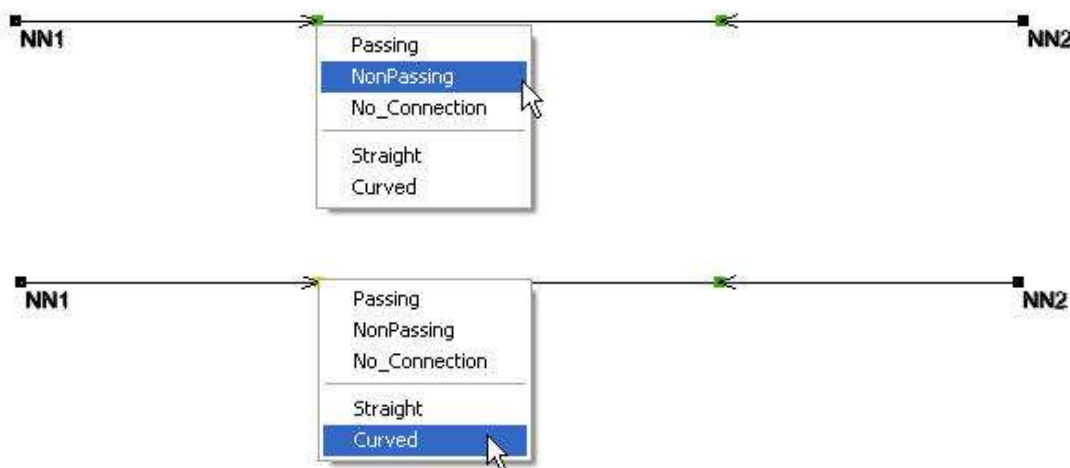 NN1
NN2
Passing
NonPassing
No_Connection
Straight
Curved
NN1
NN2
Passing
NonPassing
No_Connection
Straight
Curved